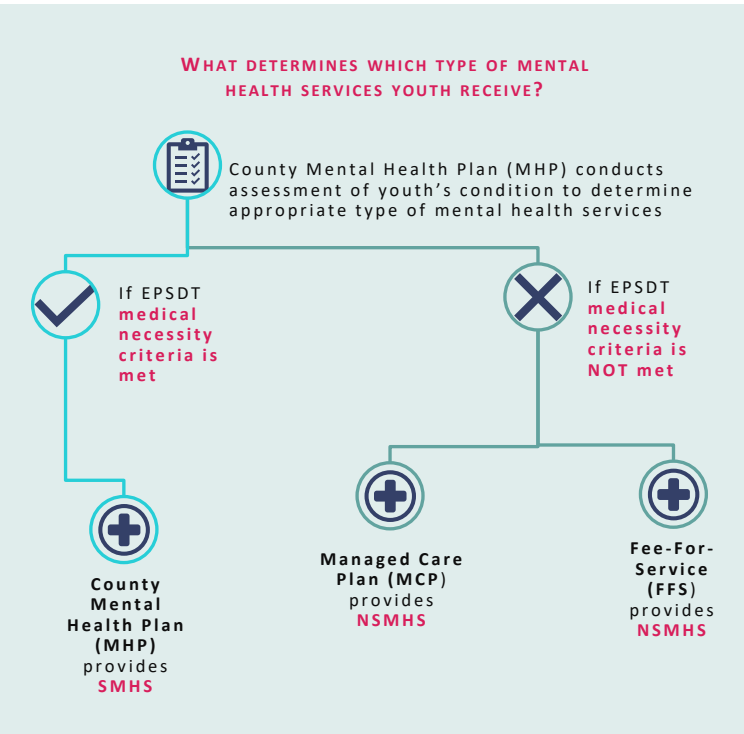 WHAT DETERMINES WHICH TYPE OF MENTAL
HEALTH SERVICES YOUTH RECEIVE?
County Mental Health Plan (MHP) conducts
assessment of youth's condition to determine
appropriate type of mental health services
If EPSDT
medical
necessity
criteria is
met
If EPSDT
medical
necessity
criteria is
NOT met
County
Mental
Health Plan
(MHP)
provides
SMHS
Managed Care
Plan (MCP)
provides
NSMHS
Fee-For-
Service
(FFS)
provides
NSMHS